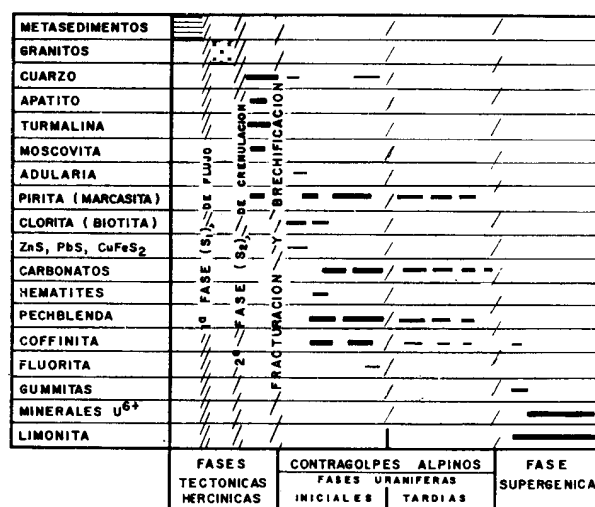 METASEDIMENTOS
GRANITOS
CUARZO
APATITO
TURMALINA
MOSCOVITA
ADULARIA
PIRITA (MARCASITA)
CLORITA (BIOTITA)
ZnS, PbS, CuFeS2
CARBONATOS
HEMATITES
PECHBLENDA
COFFINITA
FLUORITA
GUMMITAS
MINERALES U6+
LIMONITA
1ª FASE (S1), DE FLUJO
2ª FASE (S2), DE CRENULACION
FRACTURACION Y BRECHIFICACION
FASES
TECTONICAS
HERCINICAS
CONTRAGOLPES ALPINOS
FASES URANIFERAS
INICIALES
TARDIAS
FASE
SUPERGENICA